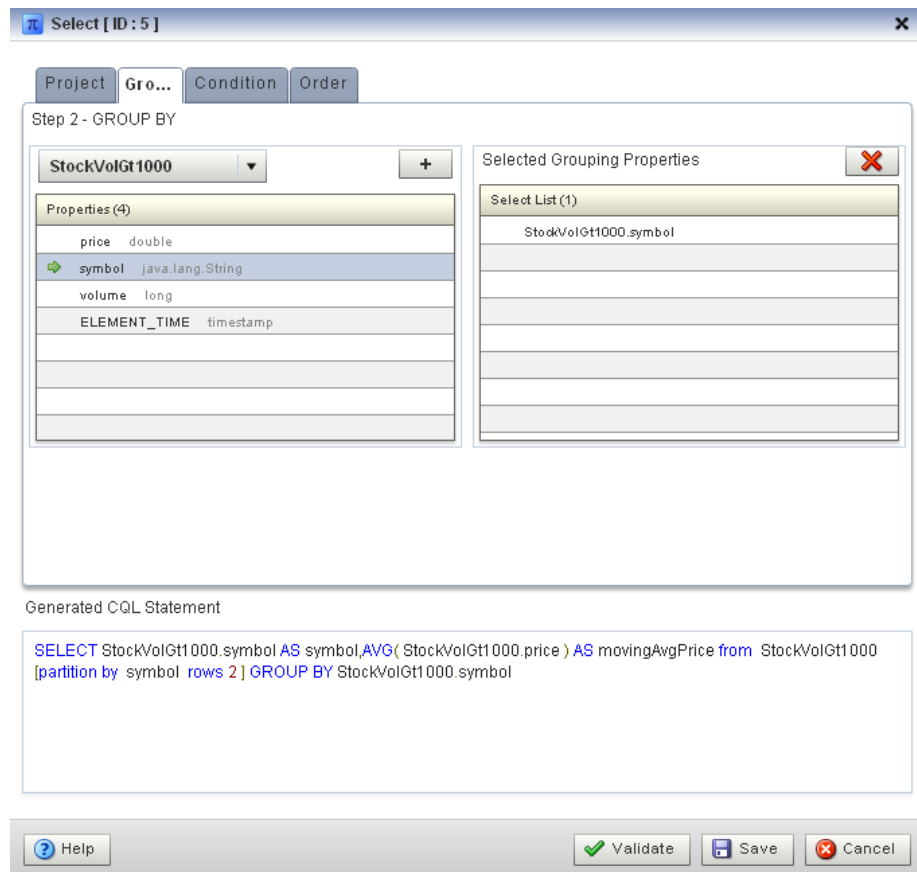 π Select [ ID : 5 ]
Project Gro... Condition Order
Step 2 - GROUP BY
StockVolGt1000 +
Properties (4)
price double
symbol java.lang.String
volume long
ELEMENT_TIME timestamp
Selected Grouping Properties
Select List (1)
StockVolGt1000.symbol
Generated CQL Statement
SELECT StockVolGt1000.symbol AS symbol,AVG( StockVolGt1000.price ) AS movingAvgPrice from StockVolGt1000
[partition by symbol rows 2 ] GROUP BY StockVolGt1000.symbol
? Help Validate Save Cancel